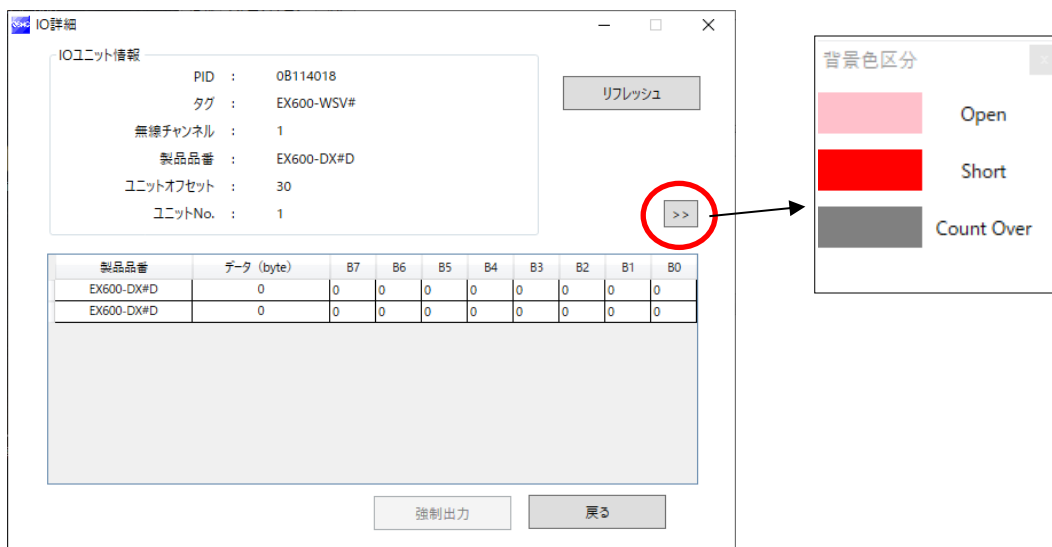 IO詳細
IOユニット情報
PID : 0B114018
タグ : EX600-WSV#
無線チャンネル : 1
製品品番 : EX600-DX#D
ユニットオフセット : 30
ユニットNo. : 1
リフレッシュ
>>
製品品番 データ (byte) B7 B6 B5 B4 B3 B2 B1 B0
EX600-DX#D 0 0 0 0 0 0 0 0 0
EX600-DX#D 0 0 0 0 0 0 0 0 0
強制出力 戻る
背景色区分
Open
Short
Count Over